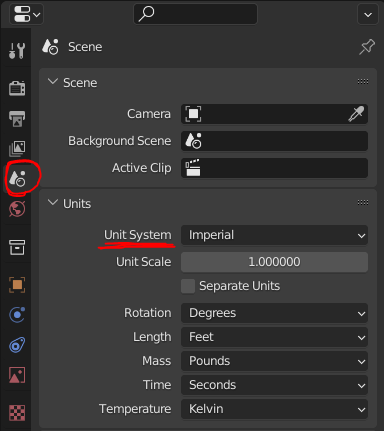 Scene
Scene
Camera
Background Scene
Active Clip
Units
Unit System Imperial
Unit Scale 1.000000
Separate Units
Rotation Degrees
Length Feet
Mass Pounds
Time Seconds
Temperature Kelvin